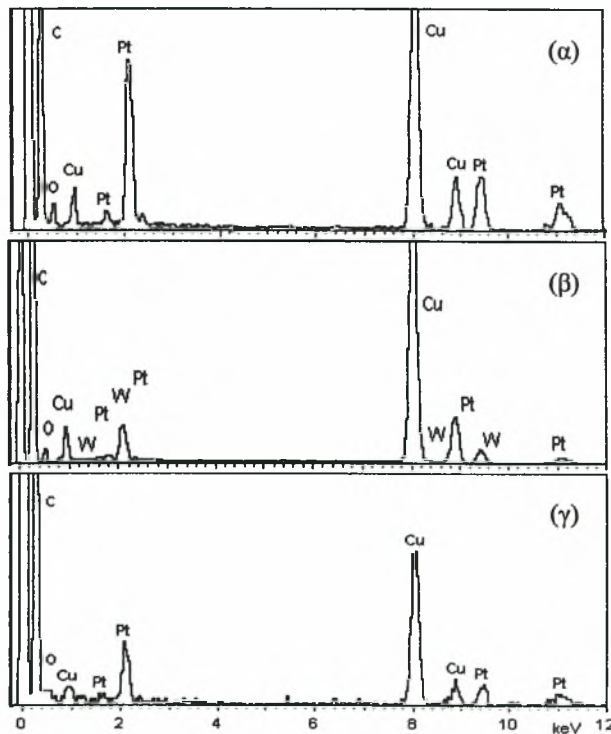 C Pt Cu (α)
O Cu Pt Cu Pt Pt
C Cu (β)
Cu W Pt Pt
O W Pt W W Pt
C Cu (γ)
O Cu Pt Pt Cu Pt Pt
0 2 4 6 8 10 12
keV